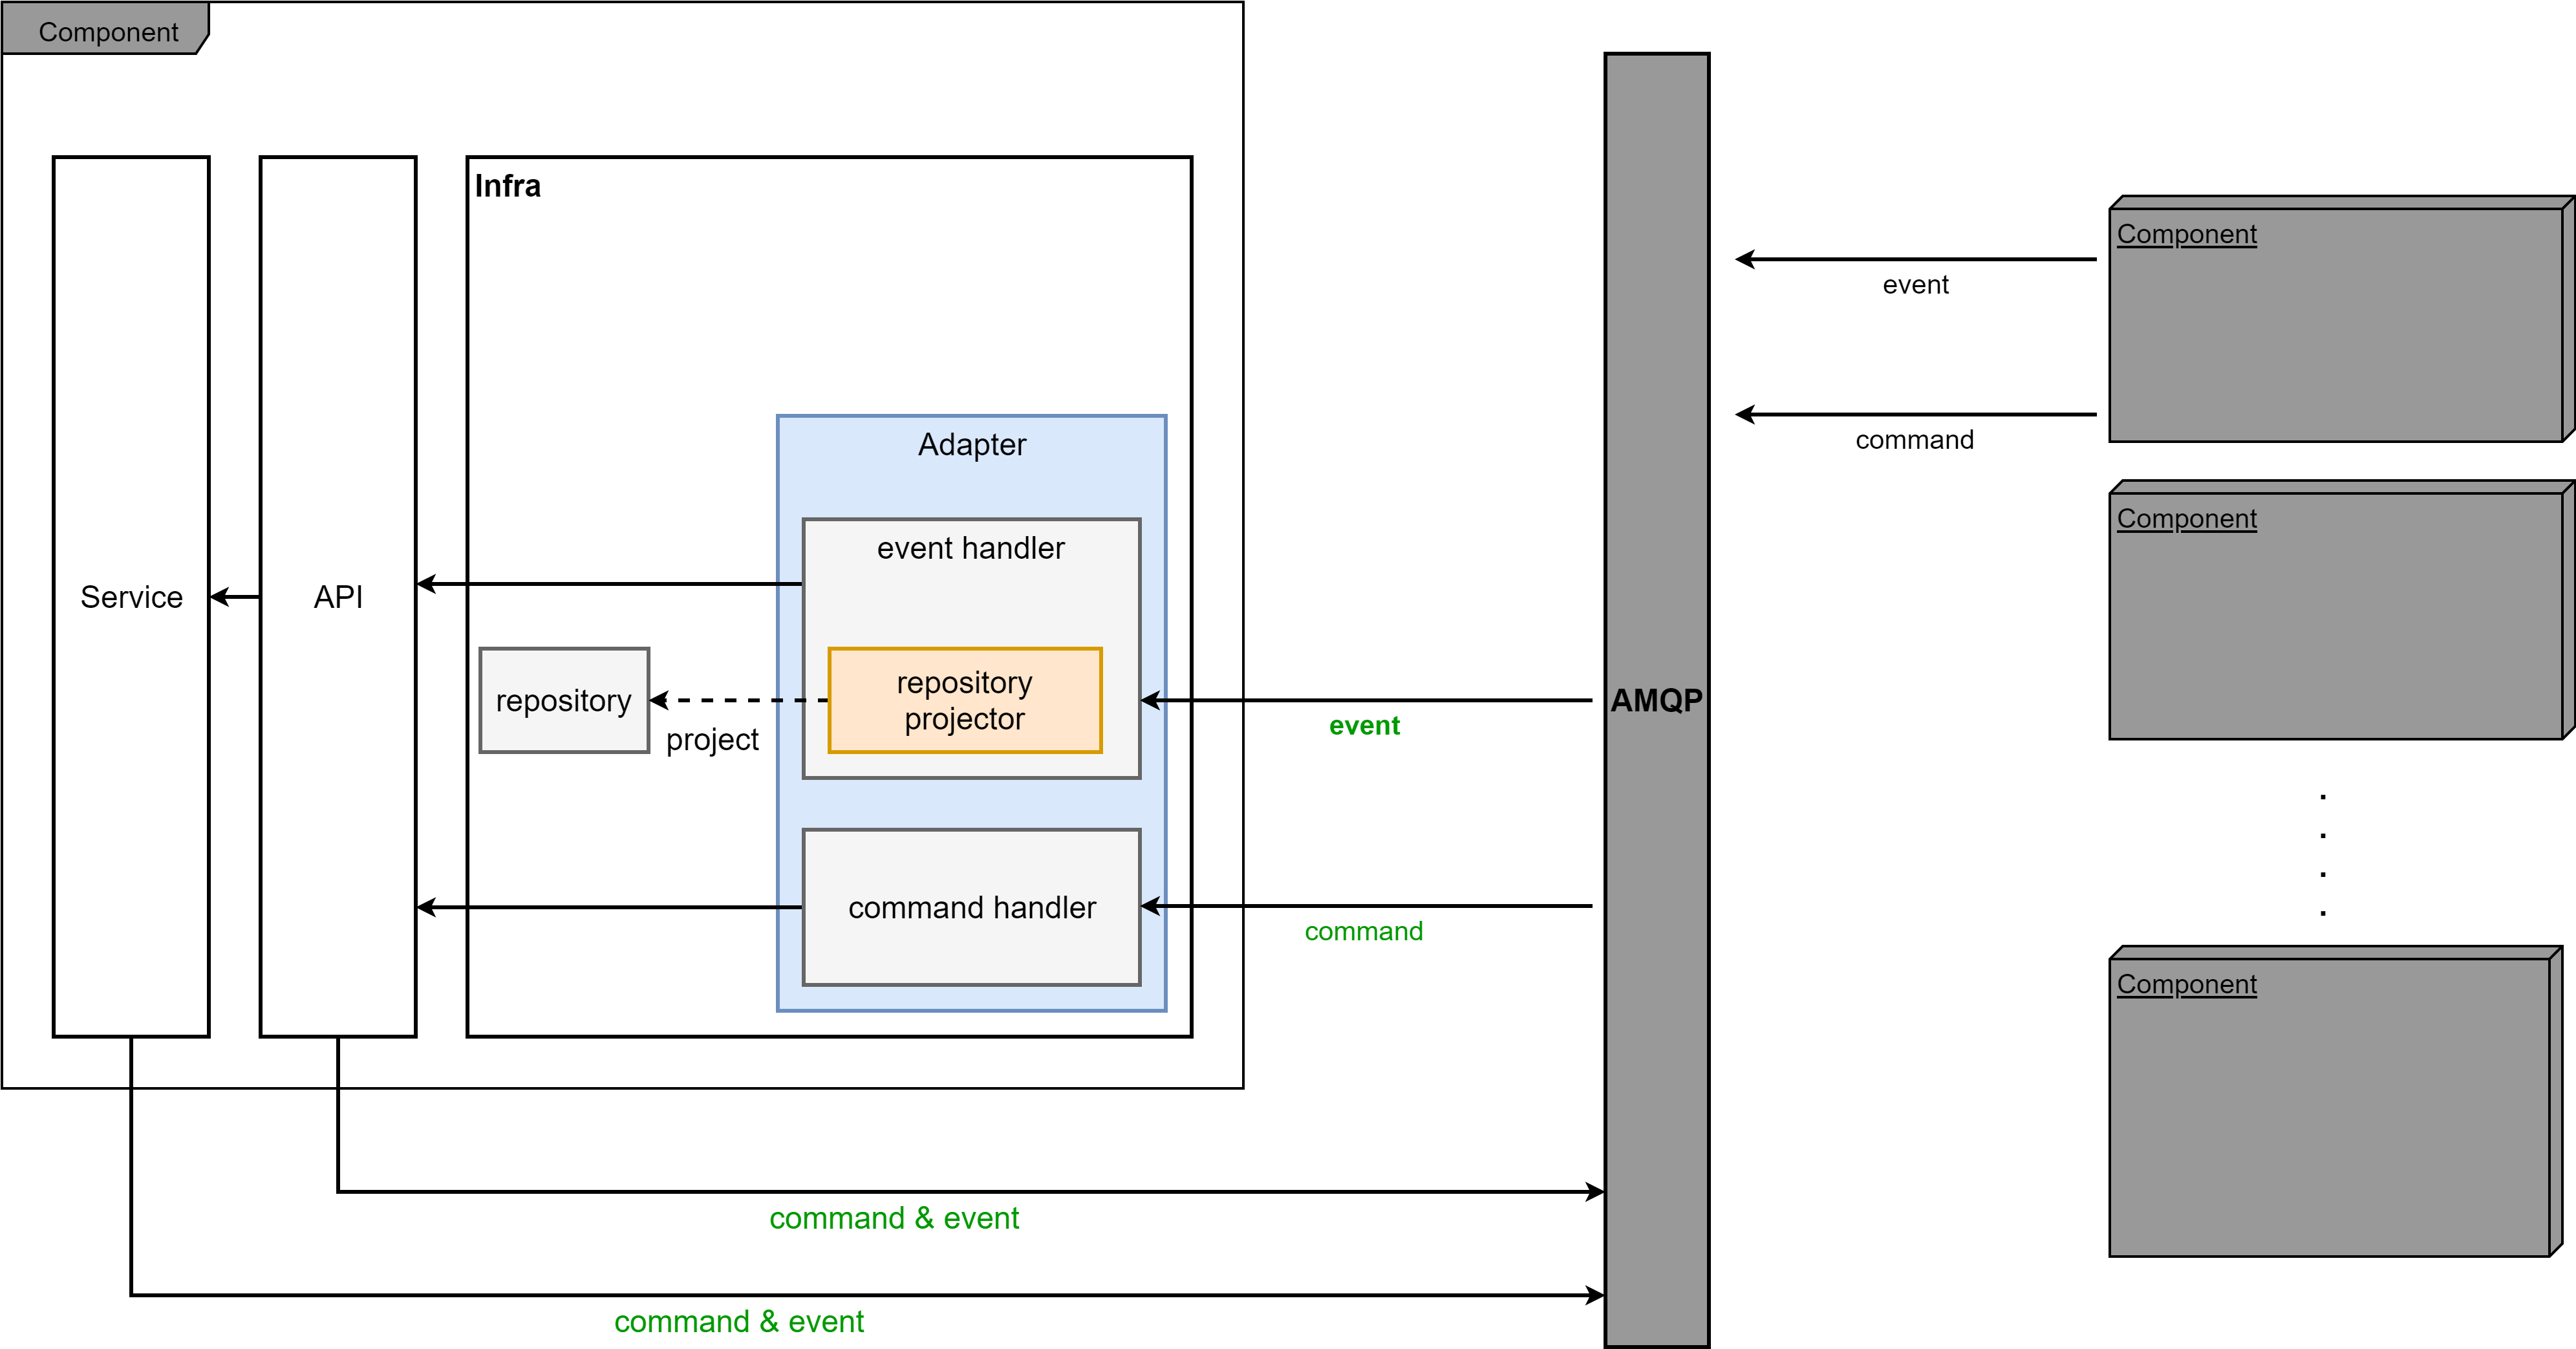 Component
Infra
Component
event
command
Adapter
Component
event handler
Service
API
repository
projector
repository
project
AMQP
event
command handler
command
.
.
.
.
Component
command & event
command & event